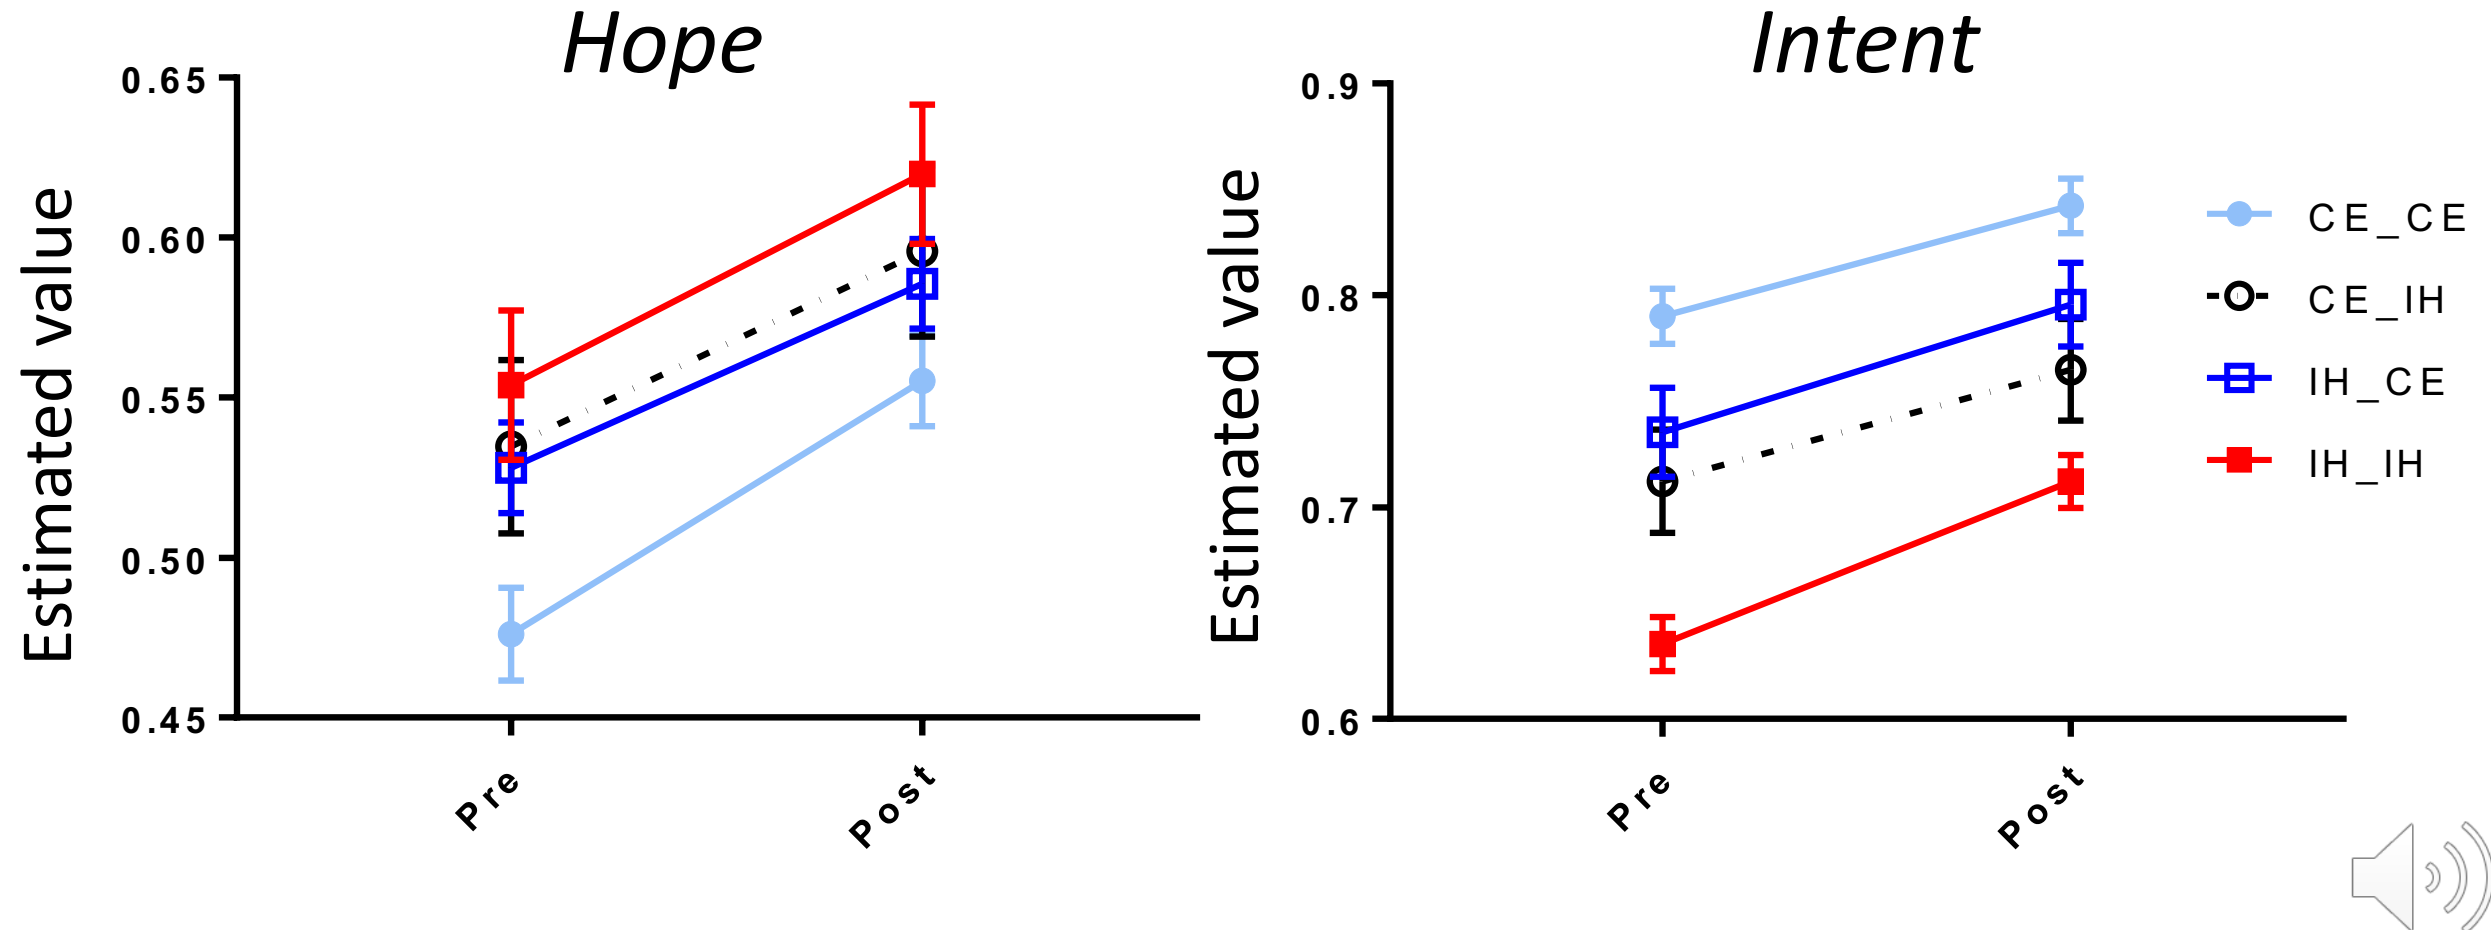 Hope
Estimated value
0.65
0.60
0.55
0.50
0.45
Pre
Post
Intent
Estimated value
0.9
0.8
0.7
0.6
Pre
Post
CE_CE
CE_IH
IH_CE
IH_IH